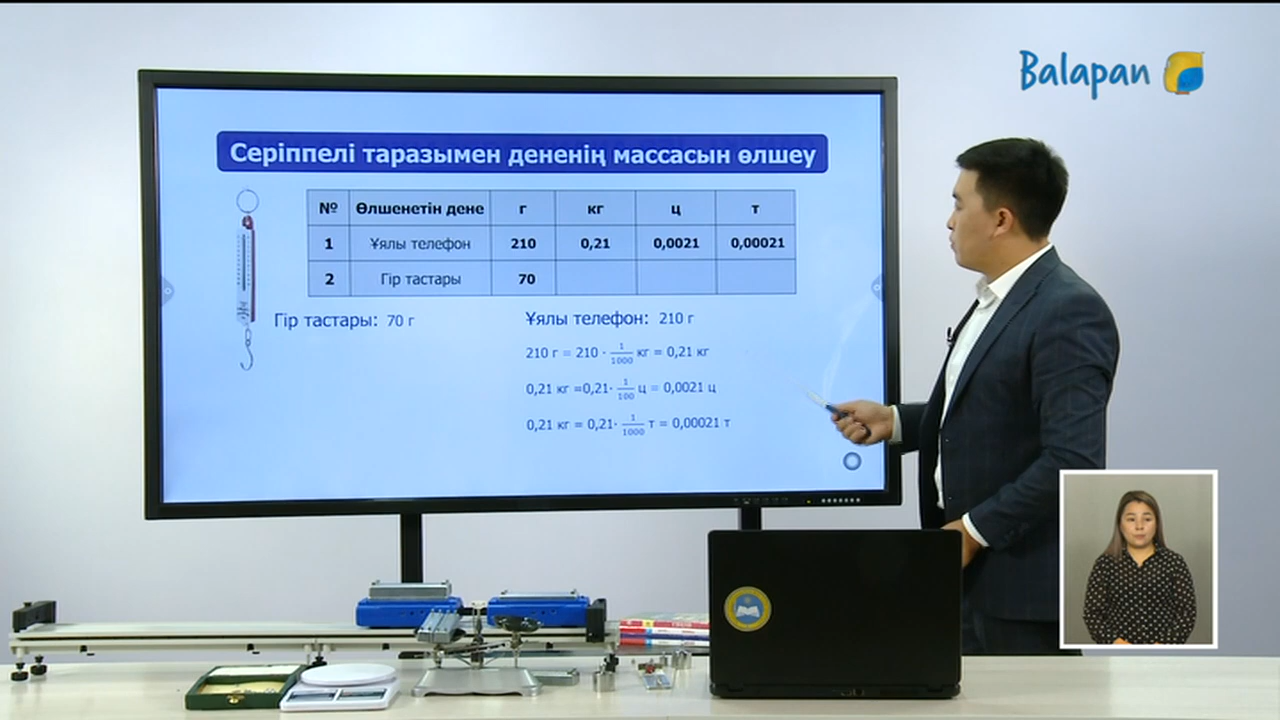 Balapan
Серіппелі таразымен дененің массасын өлшеу
№ Өлшенетін дене г кг ц т
1 Ұялы телефон 210 0,21 0,0021 0,00021
2 Гір тастары 70
Гір тастары: 70 г
Ұялы телефон: 210 г
210 г = 210 · 1/1000 кг = 0,21 кг
0,21 кг =0,21· 1/100 ц = 0,0021 ц
0,21 кг = 0,21· 1/1000 т = 0,00021 т